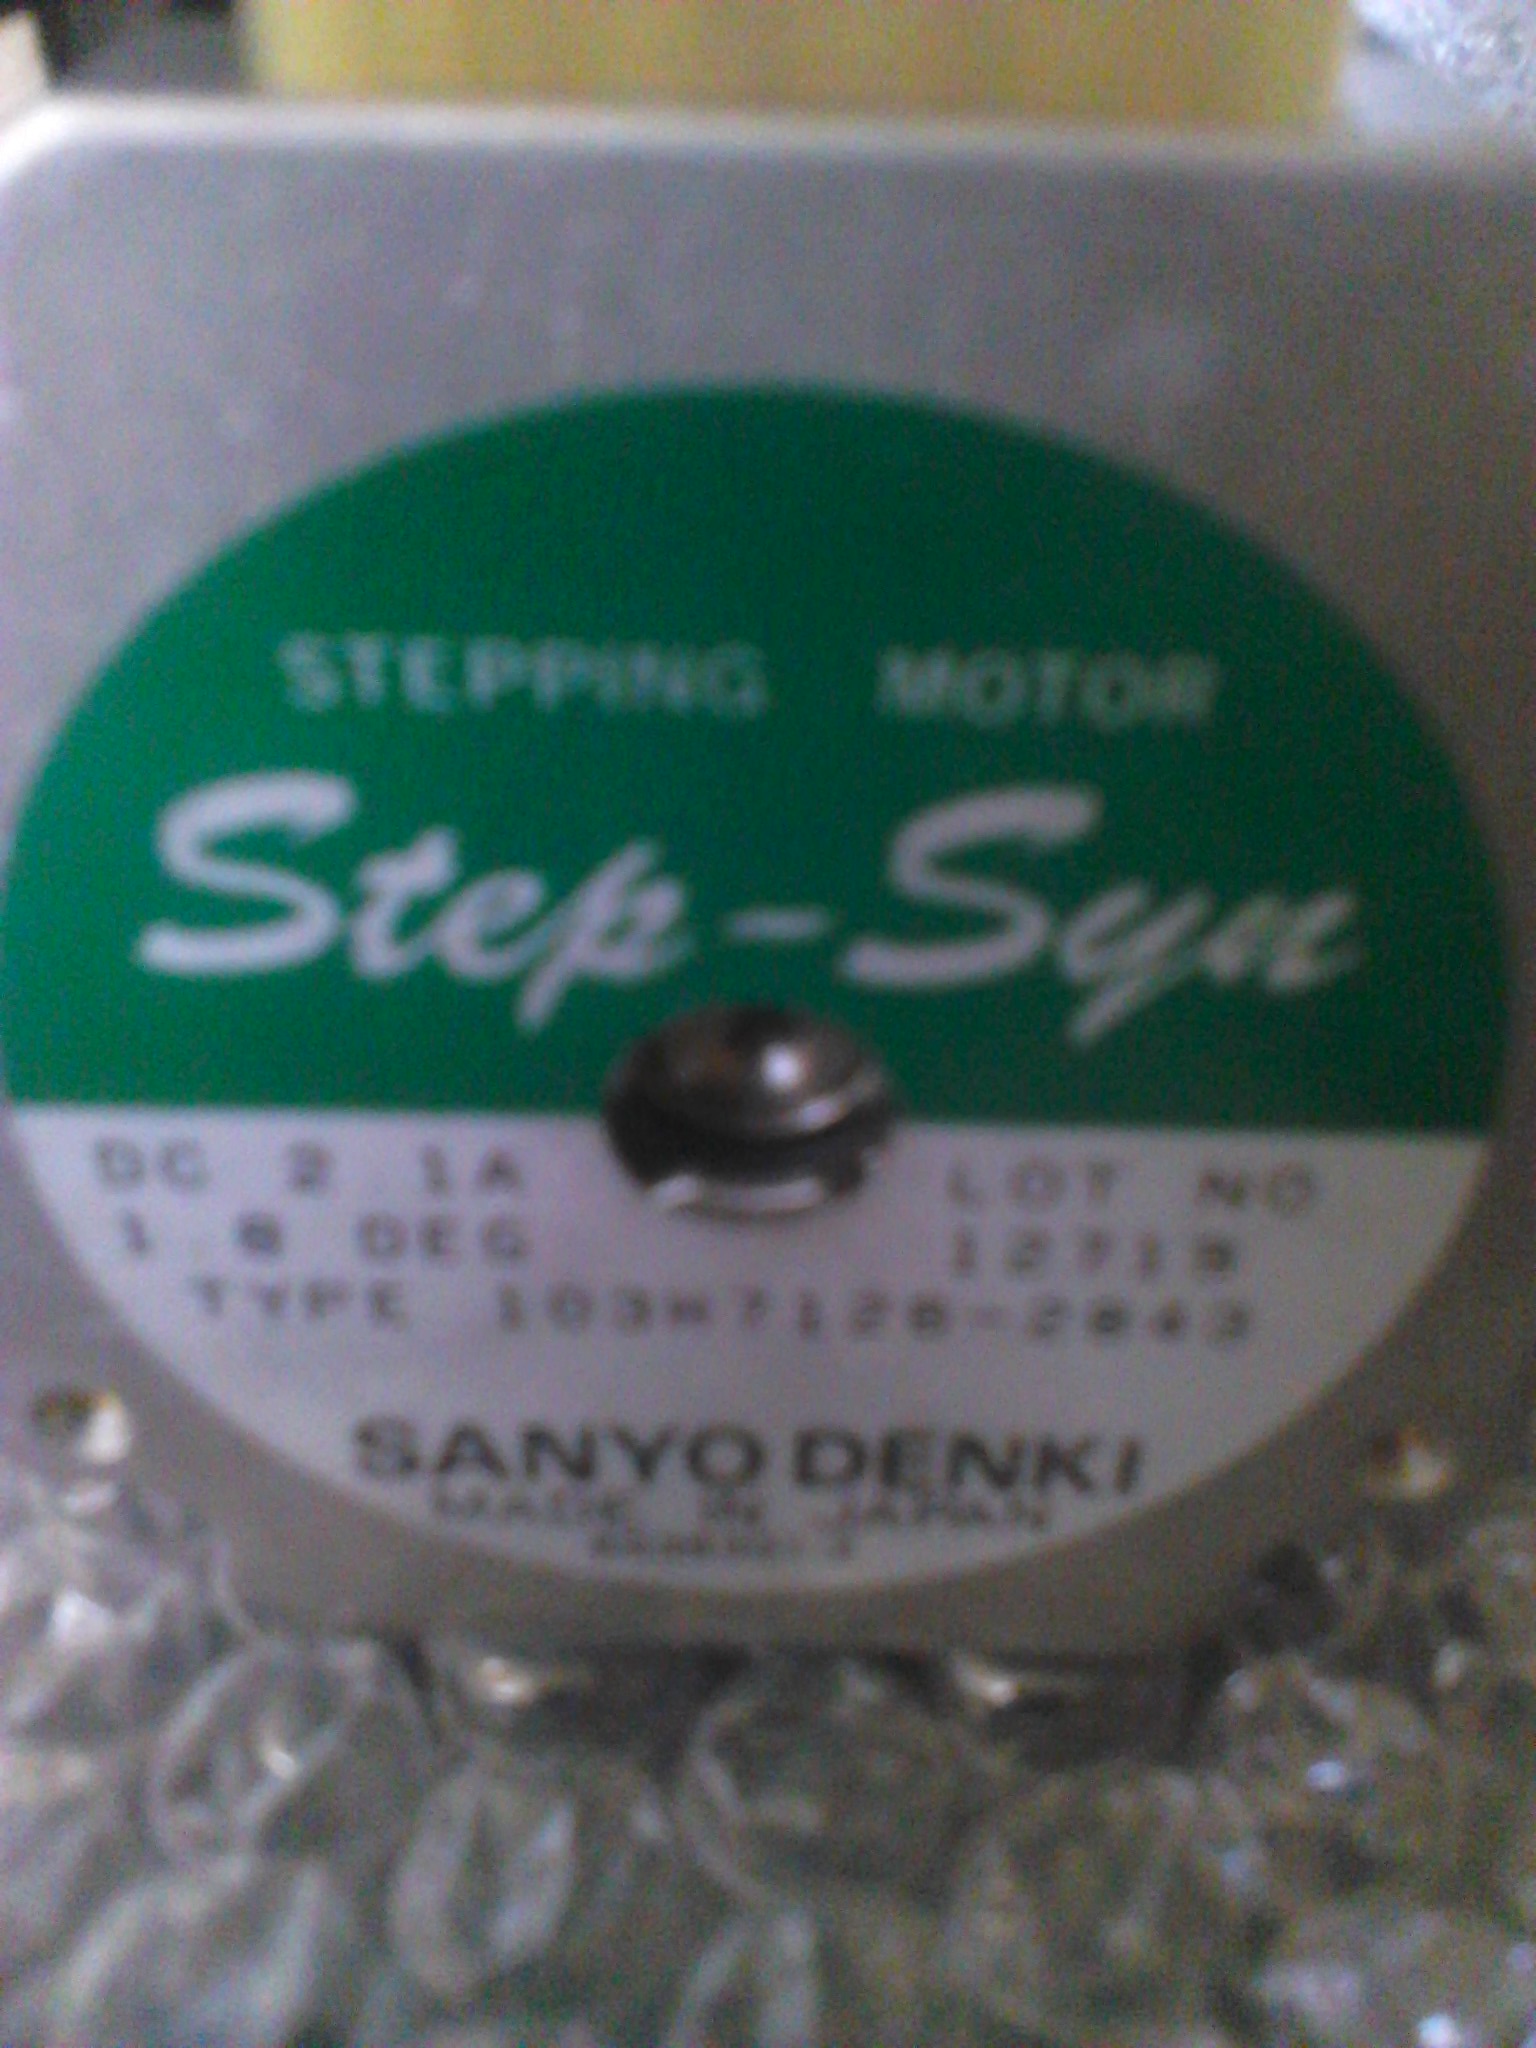 STEPPING MOTOR
Step-Syn
DC 2 1A LOT NO
1.8 DEG
TYPE
SANYO DENKI
MADE IN JAPAN